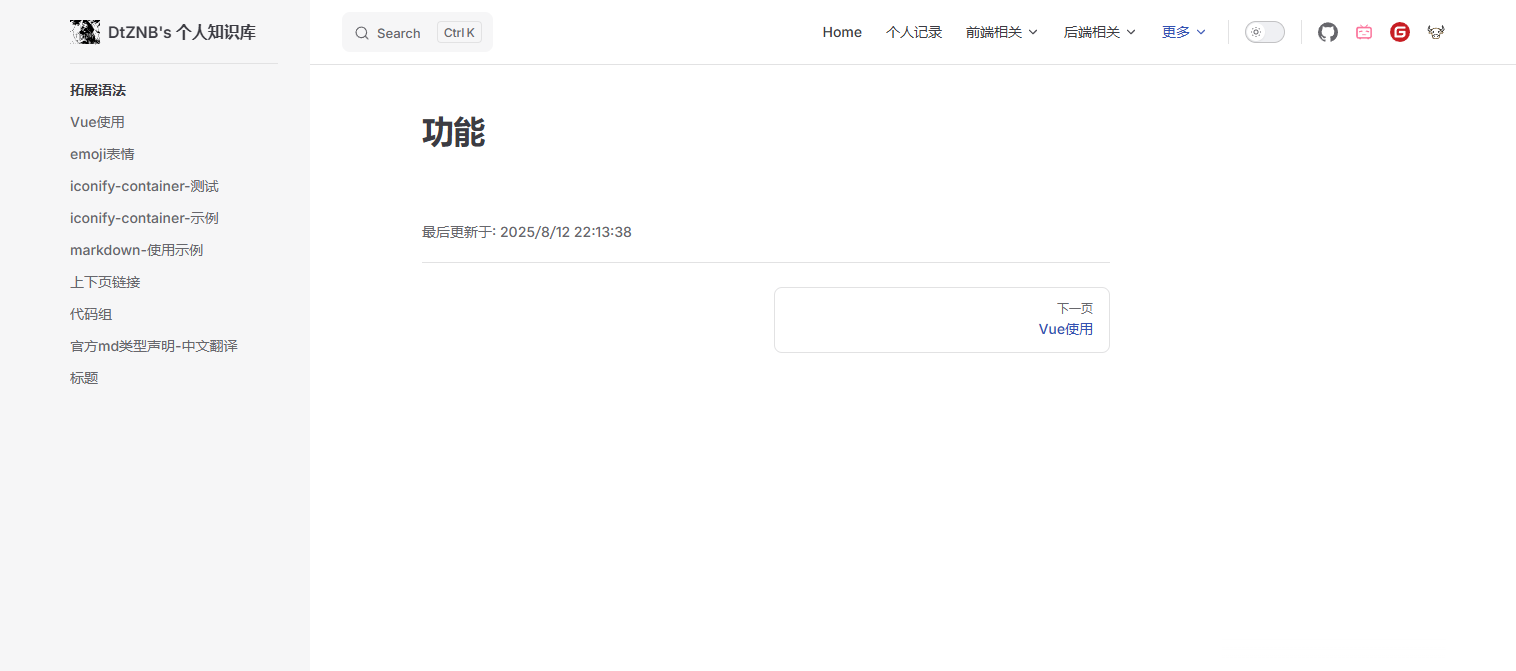 DtZNB's 个人知识库
Search
Ctrl K
Home
个人记录
前端相关
后端相关
更多
拓展语法
Vue使用
emoji表情
iconify-container-测试
iconify-container-示例
markdown-使用示例
上下页链接
代码组
官方md类型声明-中文翻译
标题
功能
最后更新于: 2025/8/12 22:13:38
下一页
Vue使用